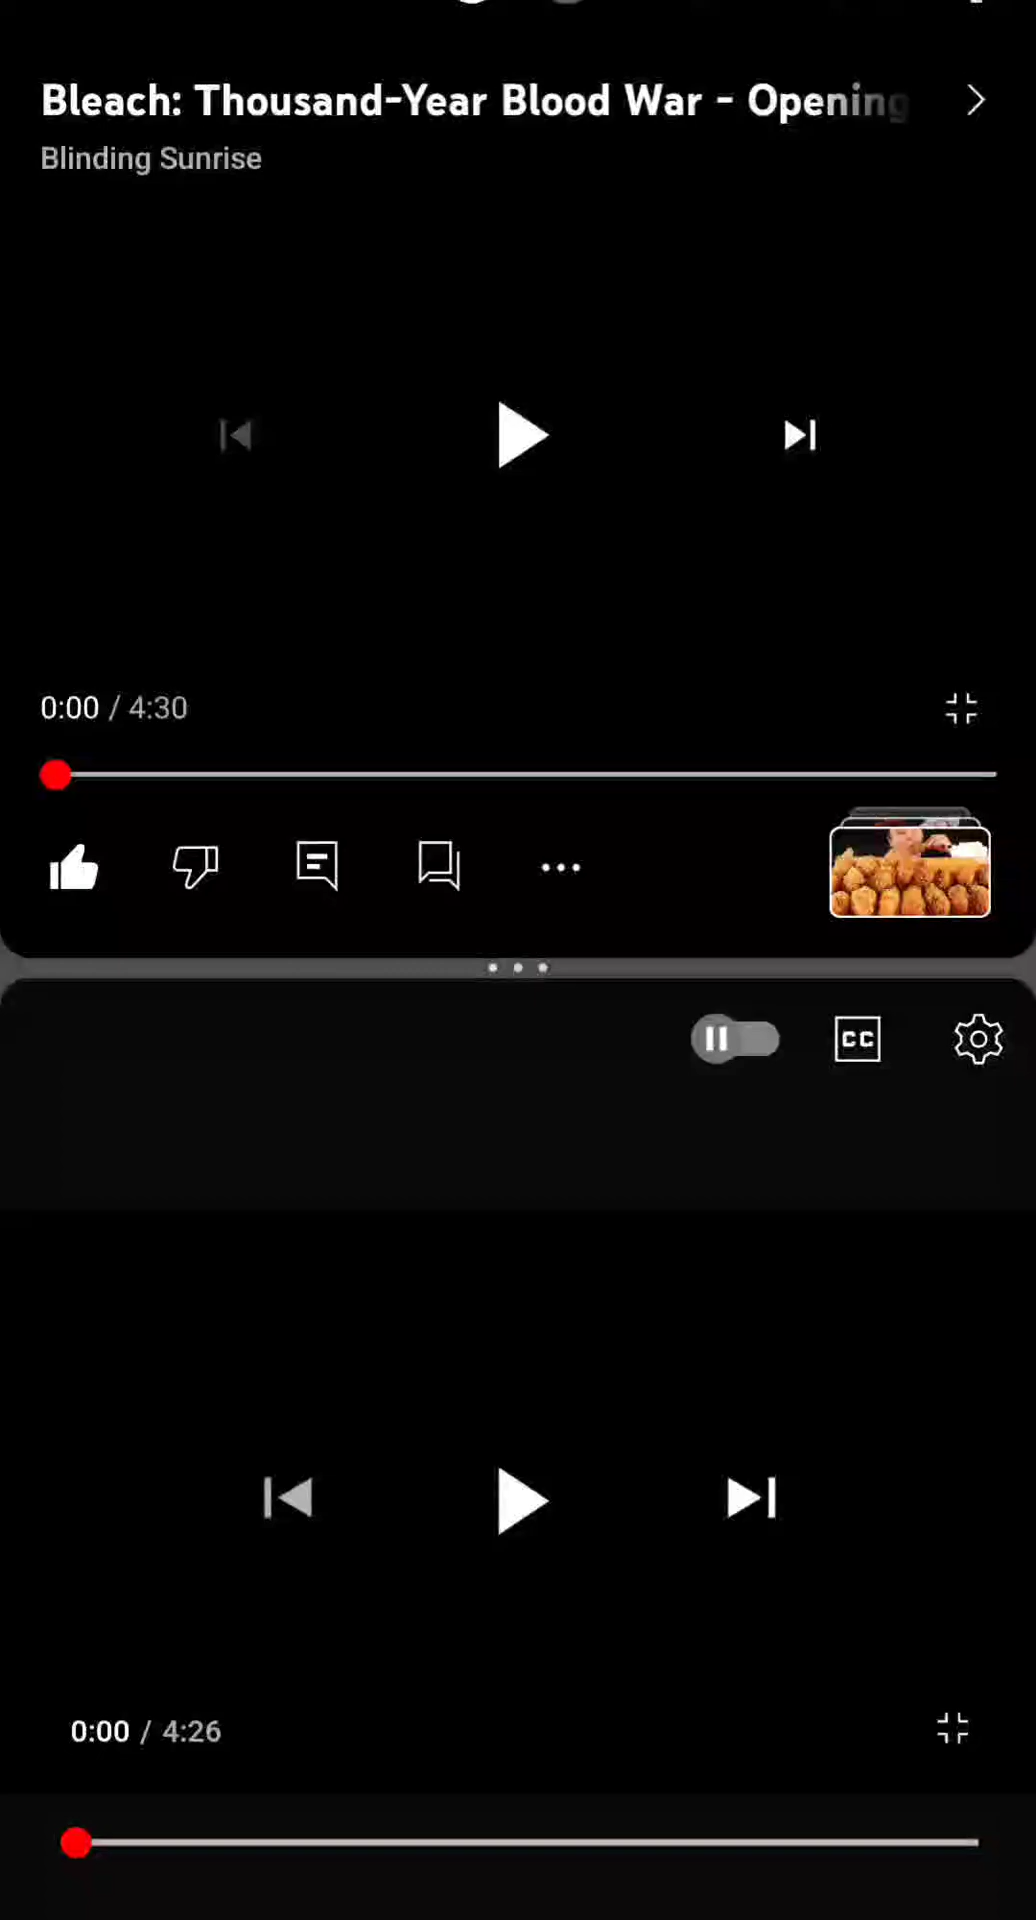 Bleach: Thousand-Year Blood War - Opening
Blinding Sunrise
0:00 / 4:30
CC
0:00 / 4:26